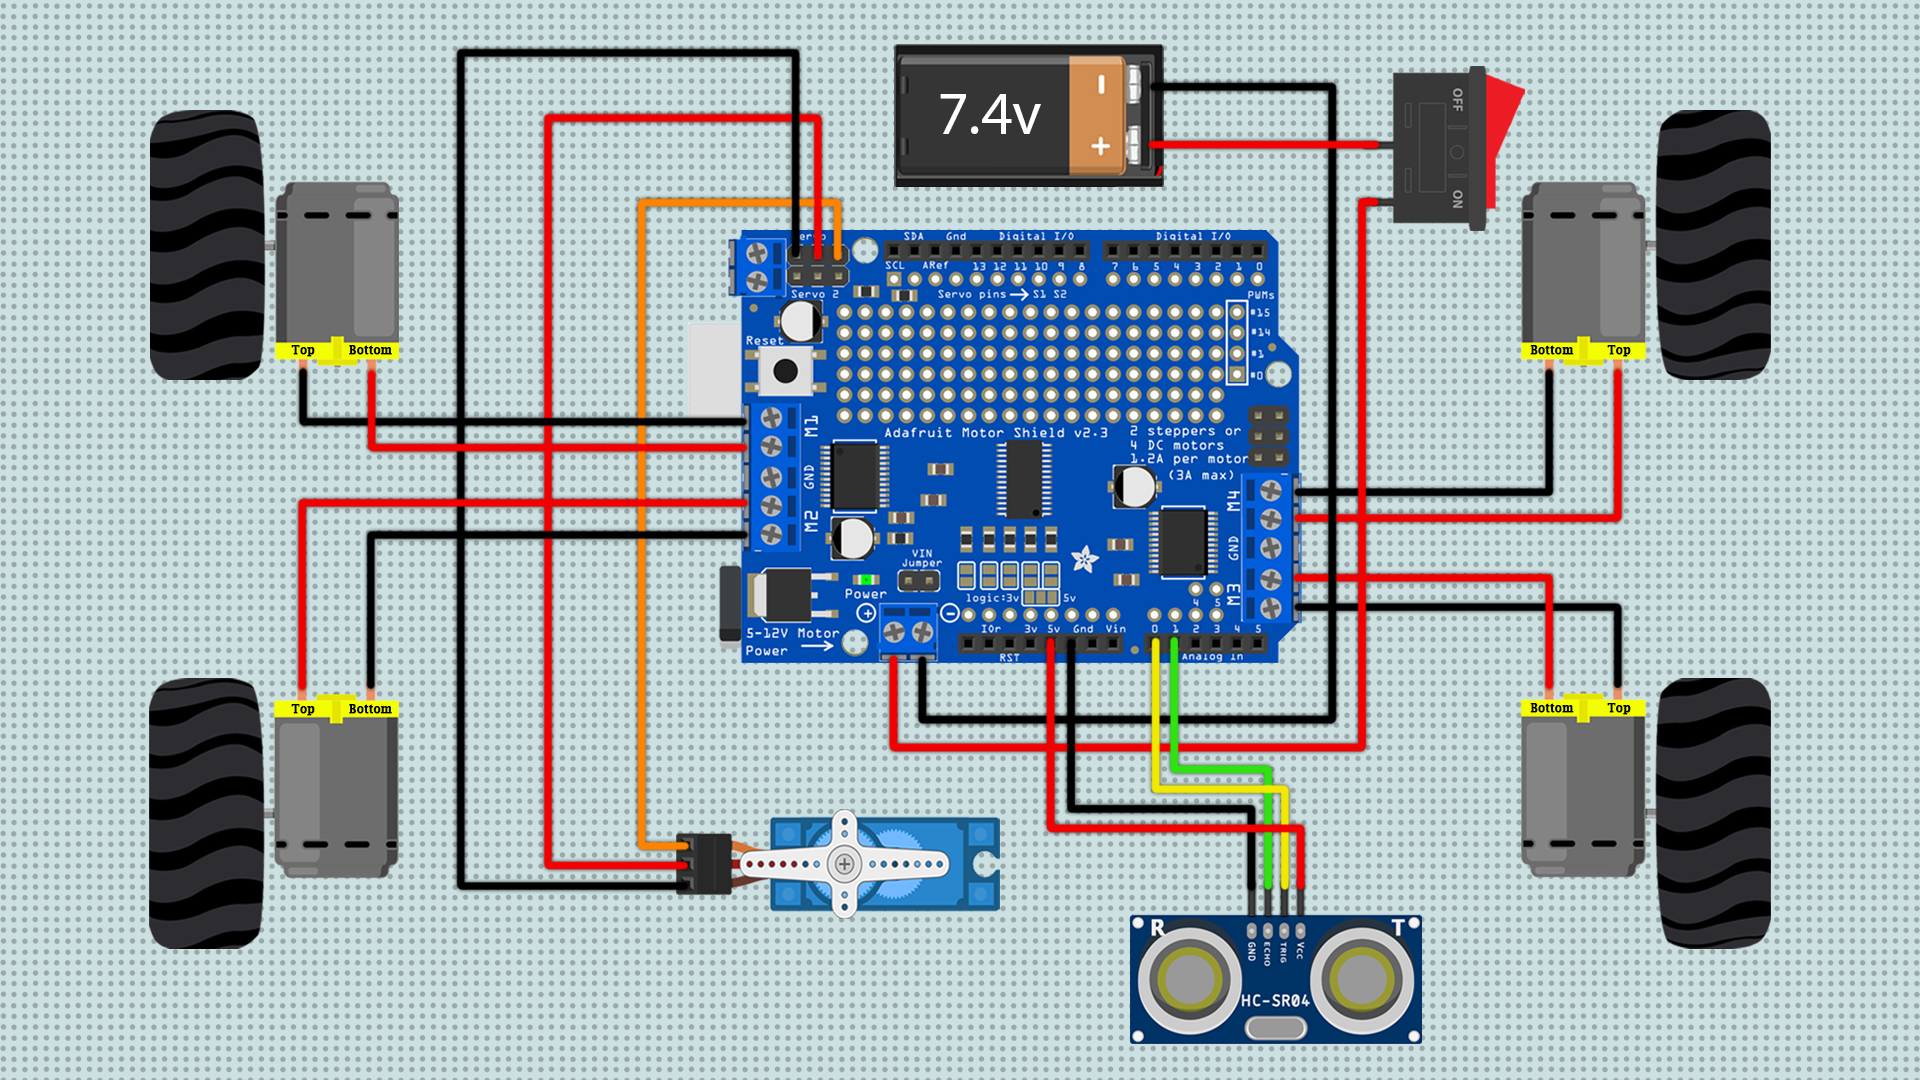 7.4v
− 
+
OFF
ON
Servo
SDA Gnd Digital I/O Digital I/O
SCL ARef 13 12 11 10 9 8 7 6 5 4 3 2 1 0
Servo 2
Servo pins → S1 S2
PWMs
#15
#14
#1
#0
Reset
Top Bottom
Bottom Top
M1
GND
M2
Adafruit Motor Shield v2.3
2 steppers or
4 DC motors
1.2A per motor
(3A max)
M4
GND
M3
VIN
Jumper
Power
logic:3v 5v
4 5
5-12V Motor
Power →
IOr 3v 5v Gnd Vin 0 1 2 3 4 5
RST Analog In
Top Bottom
Bottom Top
R T
GND
ECHO
TRIG
VCC
HC-SR04